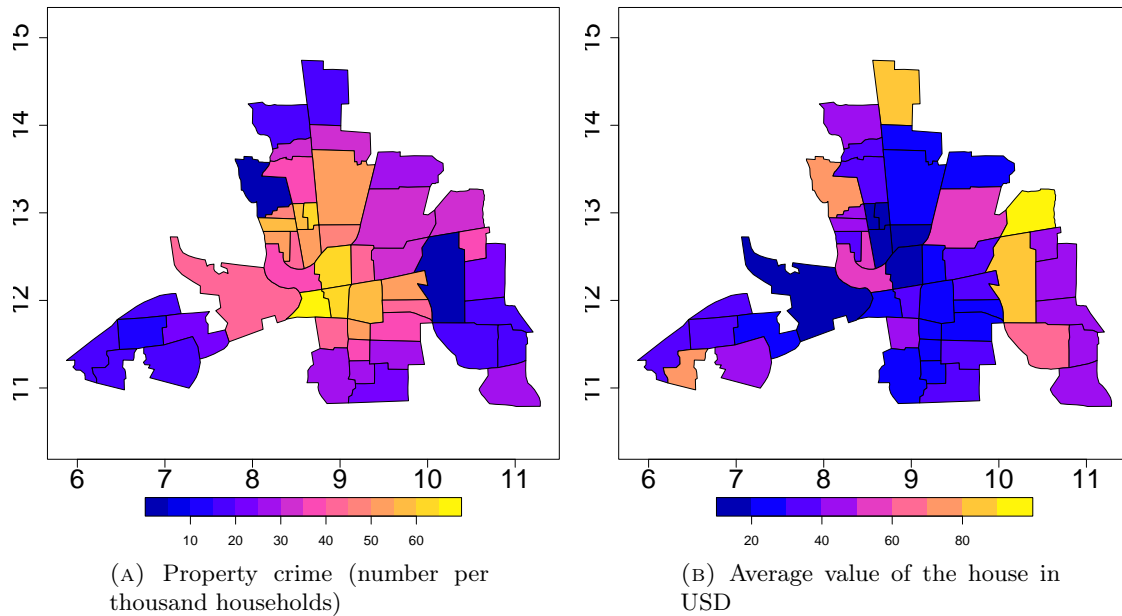 15
14
13
12
11
6 7 8 9 10 11
10 20 30 40 50 60
(A) Property crime (number per
thousand households)
15
14
13
12
11
6 7 8 9 10 11
20 40 60 80
(B) Average value of the house in
USD